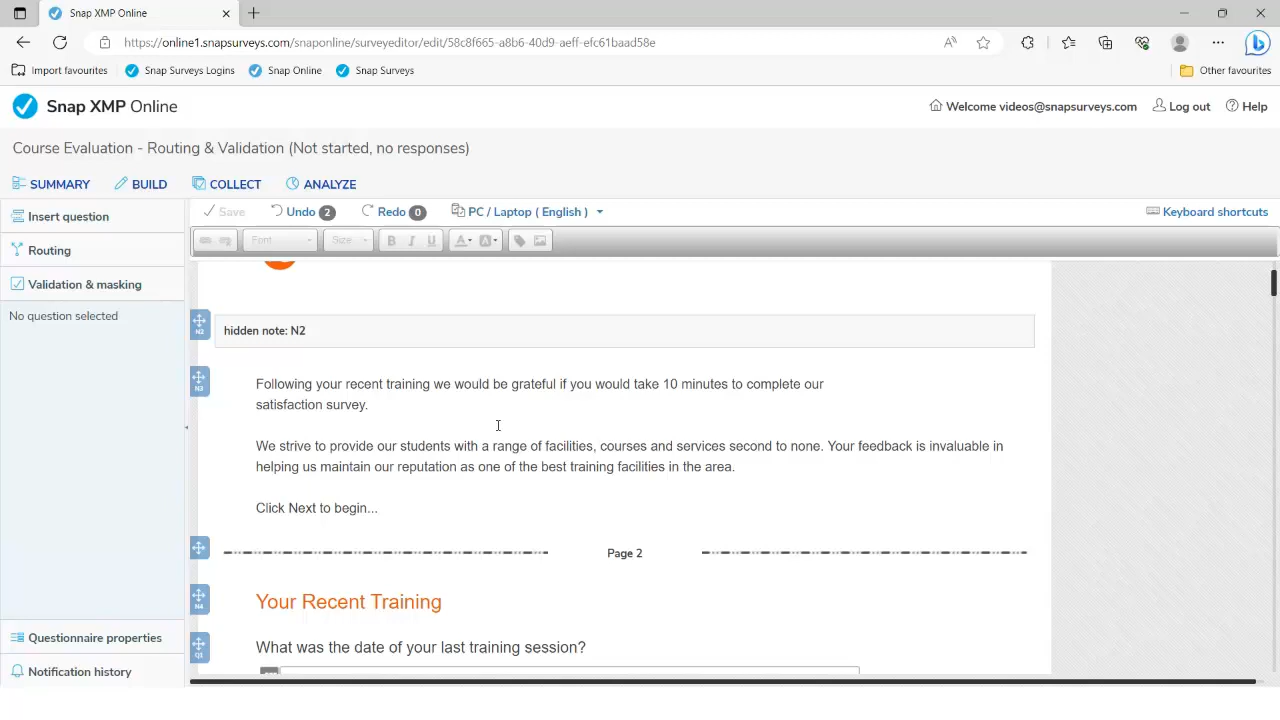 Snap XMP Online
https://online1.snapsurveys.com/snaponline/surveyeditor/edit/58c8f665-a8b6-40d9-aeff-efc61baad58e
Import favourites Snap Surveys Logins Snap Online Snap Surveys Other favourites
Snap XMP Online Welcome videos@snapsurveys.com Log out Help
Course Evaluation - Routing & Validation (Not started, no responses)
SUMMARY BUILD COLLECT ANALYZE
Insert question Save Undo 2 Redo 0 PC / Laptop ( English ) Keyboard shortcuts
Font Size B I U A A
Routing
Validation & masking
No question selected
N2 hidden note: N2
N3 Following your recent training we would be grateful if you would take 10 minutes to complete our
satisfaction survey.
We strive to provide our students with a range of facilities, courses and services second to none. Your feedback is invaluable in
helping us maintain our reputation as one of the best training facilities in the area.
Click Next to begin...
Page 2
N4 Your Recent Training
Q1 What was the date of your last training session?
Questionnaire properties
Notification history